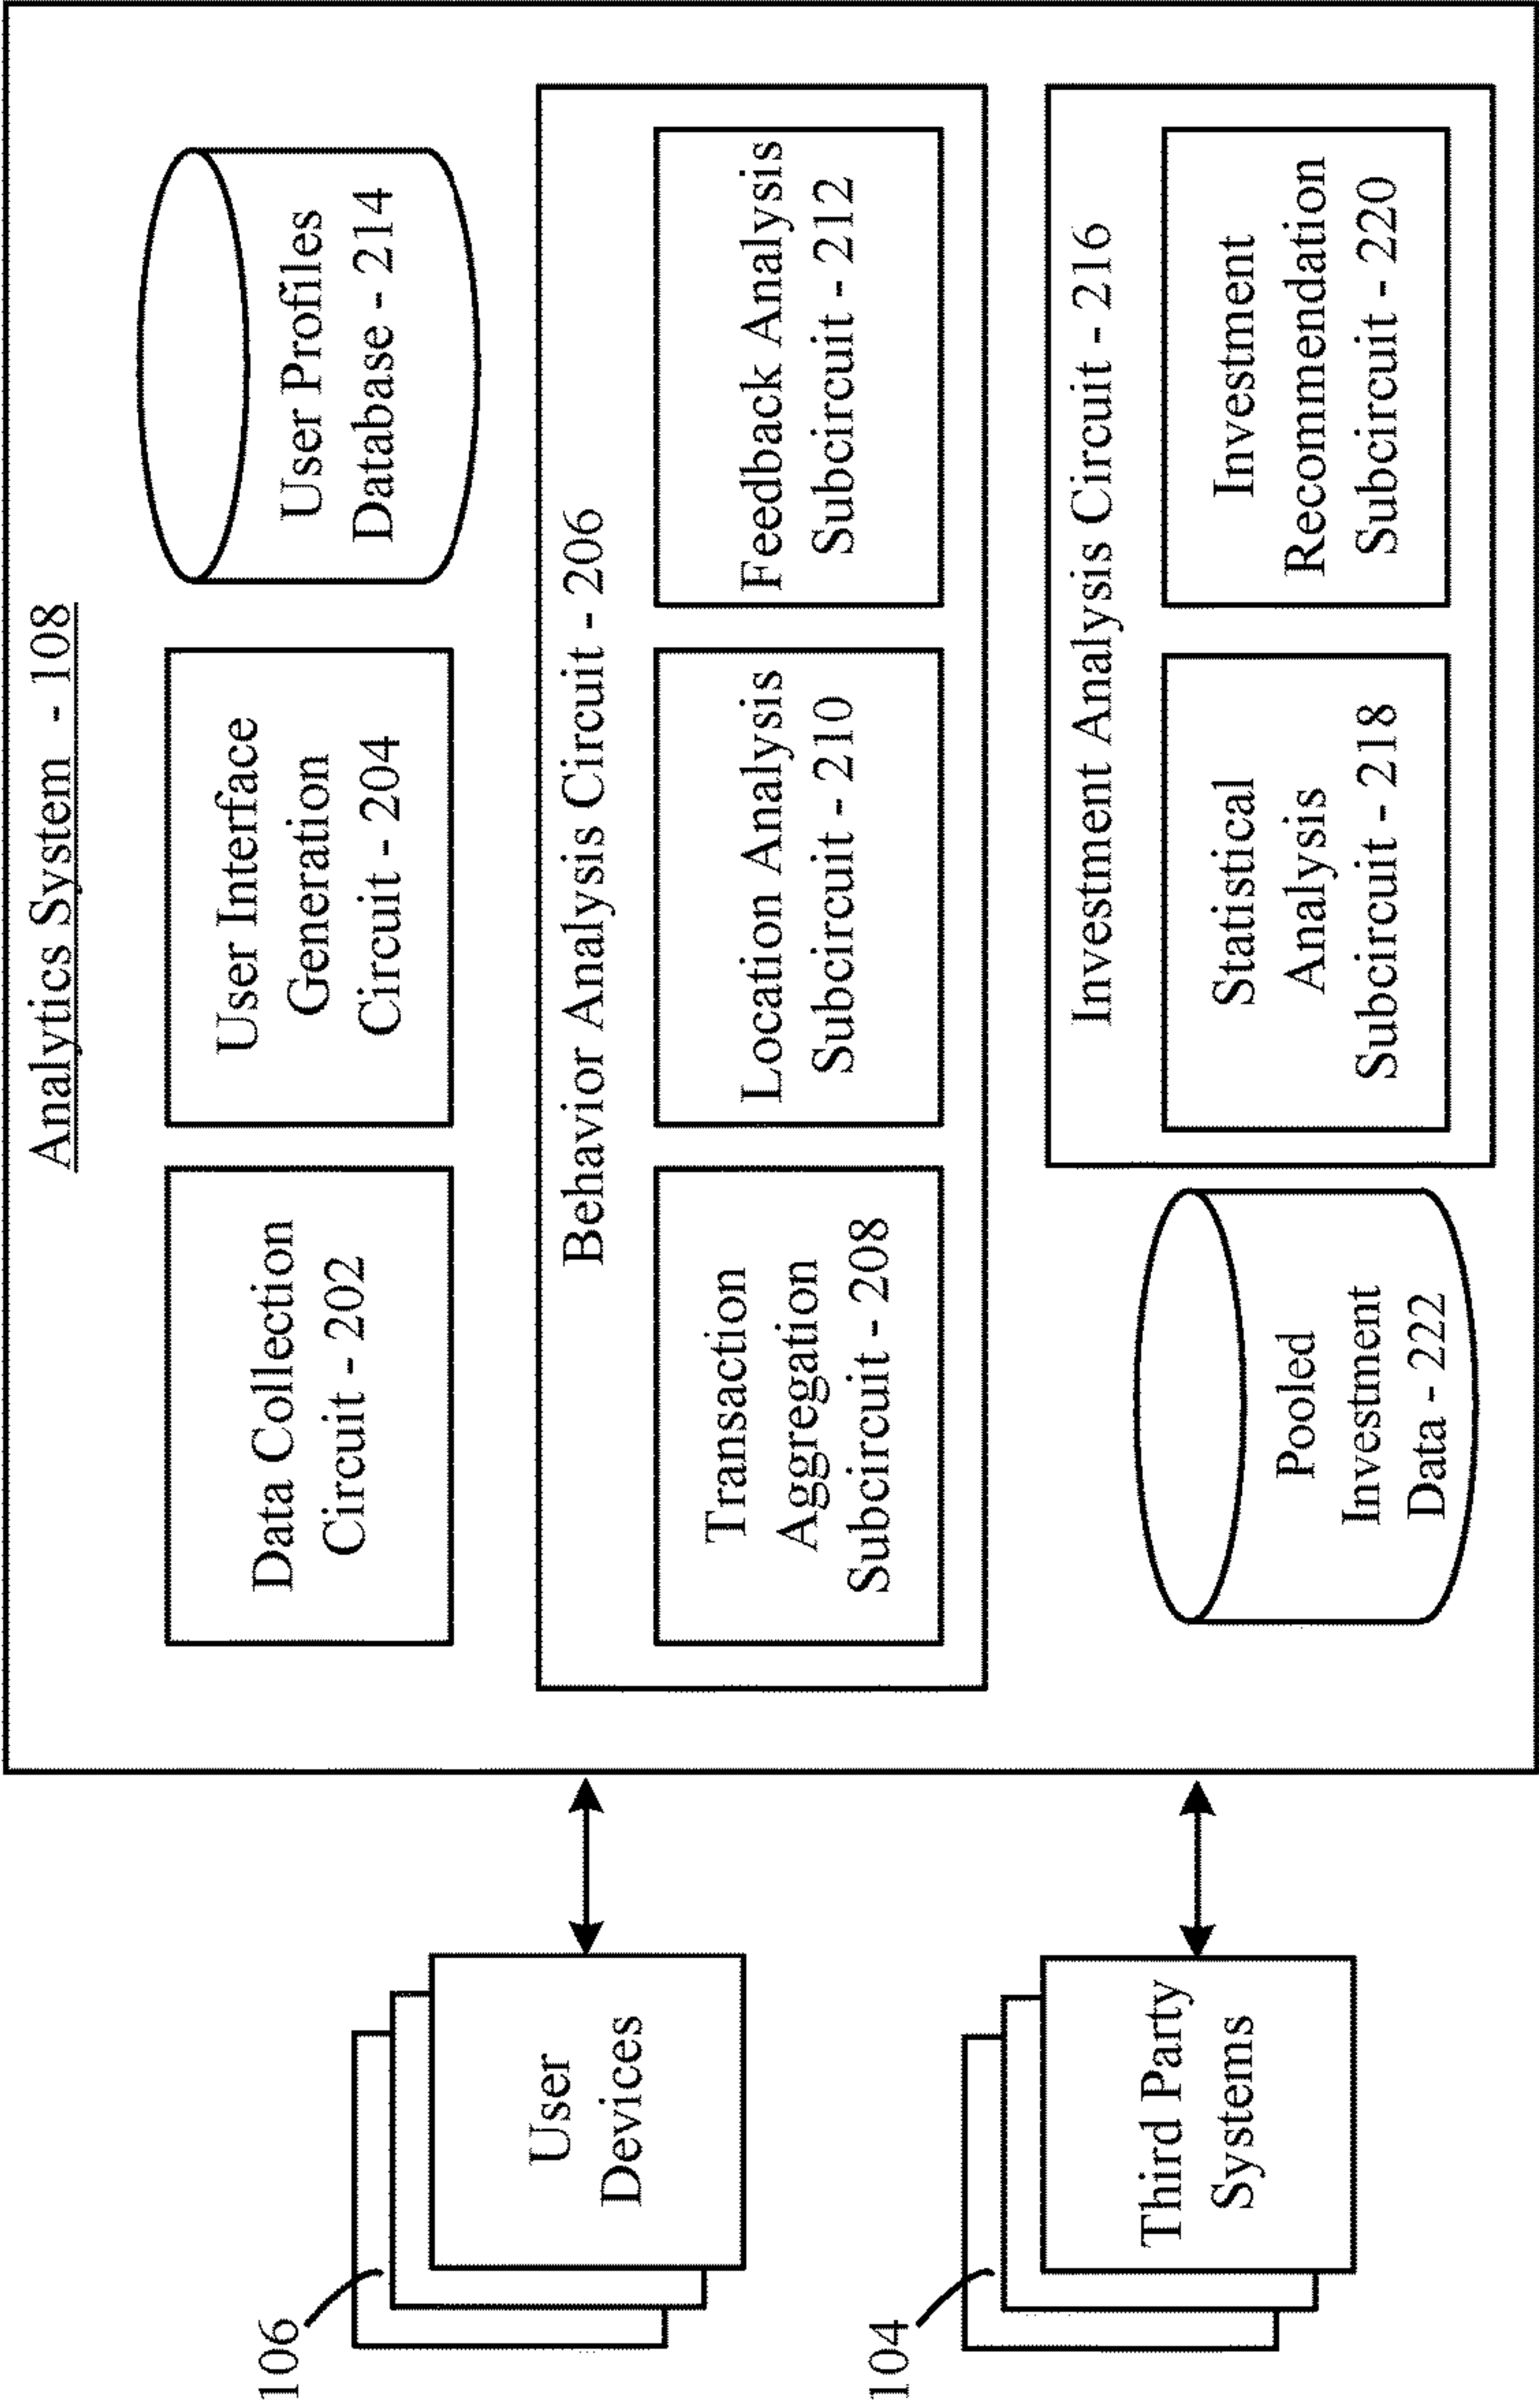 Analytics System - 108
Data Collection
Circuit - 202
User Interface
Generation
Circuit - 204
User Profiles
Database - 214
106
User
Devices
Behavior Analysis Circuit - 206
Transaction
Aggregation
Subcircuit - 208
Location Analysis
Subcircuit - 210
Feedback Analysis
Subcircuit - 212
104
Third Party
Systems
Pooled
Investment
Data - 222
Investment Analysis Circuit - 216
Statistical
Analysis
Subcircuit - 218
Investment
Recommendation
Subcircuit - 220